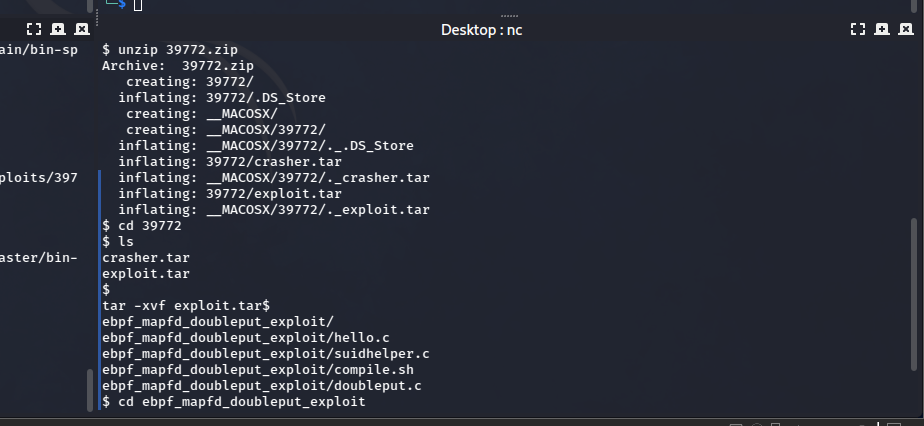 └─$
Desktop : nc
ain/bin-sp
ploits/397
aster/bin-
$ unzip 39772.zip
Archive:  39772.zip
   creating: 39772/
  inflating: 39772/.DS_Store
   creating: __MACOSX/
   creating: __MACOSX/39772/
  inflating: __MACOSX/39772/._.DS_Store
  inflating: 39772/crasher.tar
  inflating: __MACOSX/39772/._crasher.tar
  inflating: 39772/exploit.tar
  inflating: __MACOSX/39772/._exploit.tar
$ cd 39772
$ ls
crasher.tar
exploit.tar
$
tar -xvf exploit.tar$
ebpf_mapfd_doubleput_exploit/
ebpf_mapfd_doubleput_exploit/hello.c
ebpf_mapfd_doubleput_exploit/suidhelper.c
ebpf_mapfd_doubleput_exploit/compile.sh
ebpf_mapfd_doubleput_exploit/doubleput.c
$ cd ebpf_mapfd_doubleput_exploit